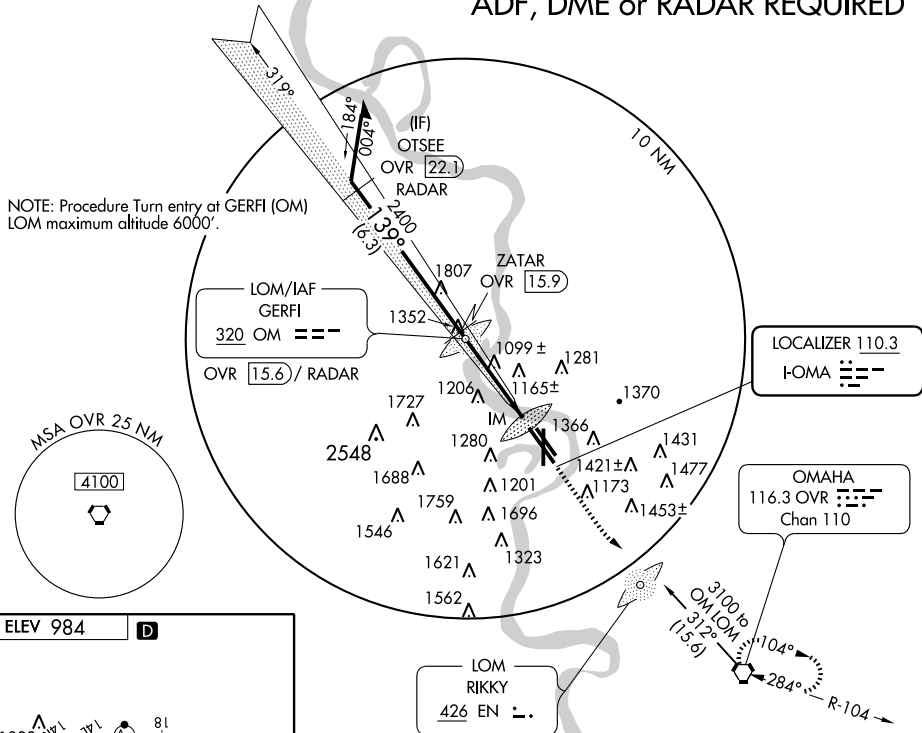 ADF, DME or RADAR REQUIRED
319°
184°
004°
(IF)
OTSEE
OVR 22.1
RADAR
10 NM
NOTE: Procedure Turn entry at GERFI (OM)
LOM maximum altitude 6000'.
2400
139°
(6.3)
1807
ZATAR
OVR 15.9
LOM/IAF
GERFI
320 OM
OVR 15.6 / RADAR
1352
1099 ±
1281
LOCALIZER 110.3
I-OMA
1206
1165±
1370
1727
IM
1366
MSA OVR 25 NM
4100
2548
1280
1431
1421±
1688
1477
1201
1173
OMAHA
116.3 OVR
Chan 110
1759
1696
1453±
1546
1323
1621
1562
3100 to
OM LOM
312°
(15.6)
104°
284°
R-104
ELEV 984
D
LOM
RIKKY
426 EN
14L
14L
18